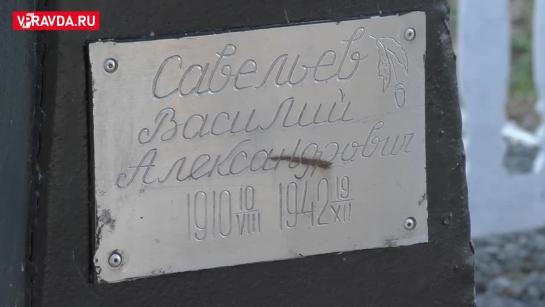 VPRAVDA.RU
Савельев
Василий
Александрович
1910 10/VIII 1942 19/XII